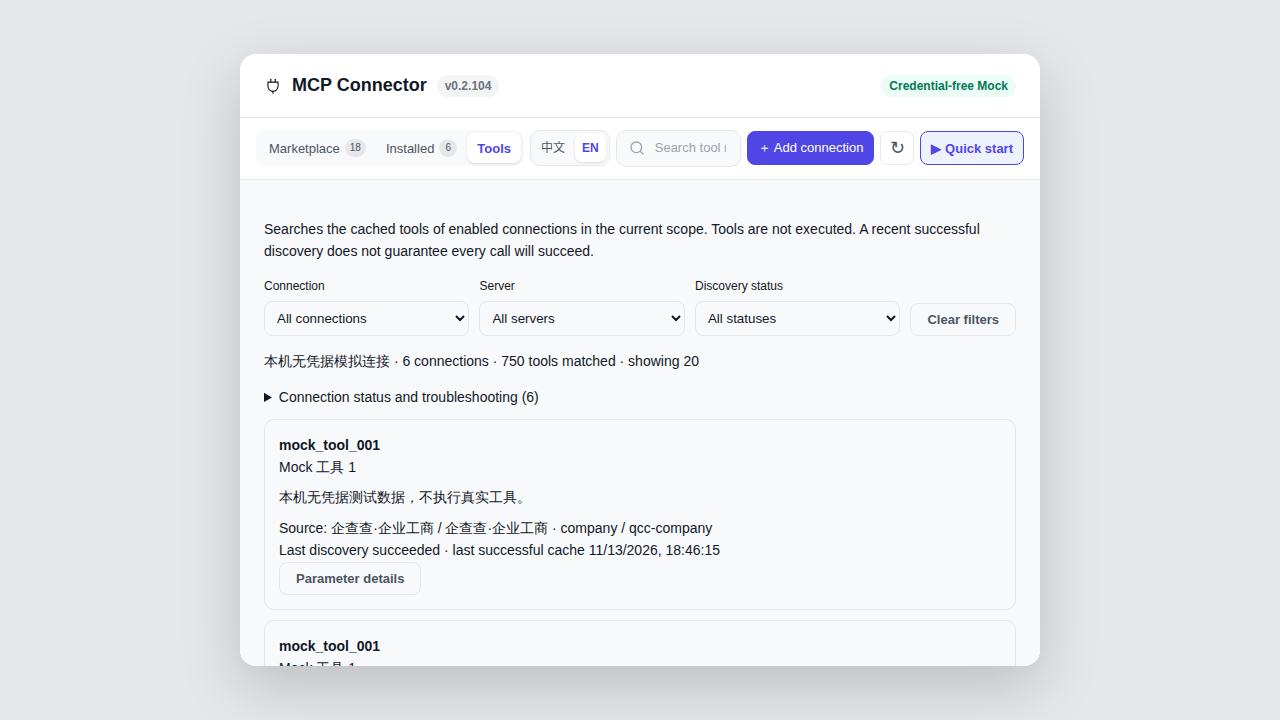 MCP Connector v0.2.104 Credential-free Mock
Marketplace 18 Installed 6 Tools 中文 EN Search tool + Add connection ↻ ▶ Quick start
Searches the cached tools of enabled connections in the current scope. Tools are not executed. A recent successful
discovery does not guarantee every call will succeed.
Connection Server Discovery status
All connections All servers All statuses Clear filters
本机无凭据模拟连接 · 6 connections · 750 tools matched · showing 20
▶ Connection status and troubleshooting (6)
mock_tool_001
Mock 工具 1
本机无凭据测试数据，不执行真实工具。
Source: 企查查·企业工商 / 企查查·企业工商 · company / qcc-company
Last discovery succeeded · last successful cache 11/13/2026, 18:46:15
Parameter details
mock_tool_001
Mock 工具 1